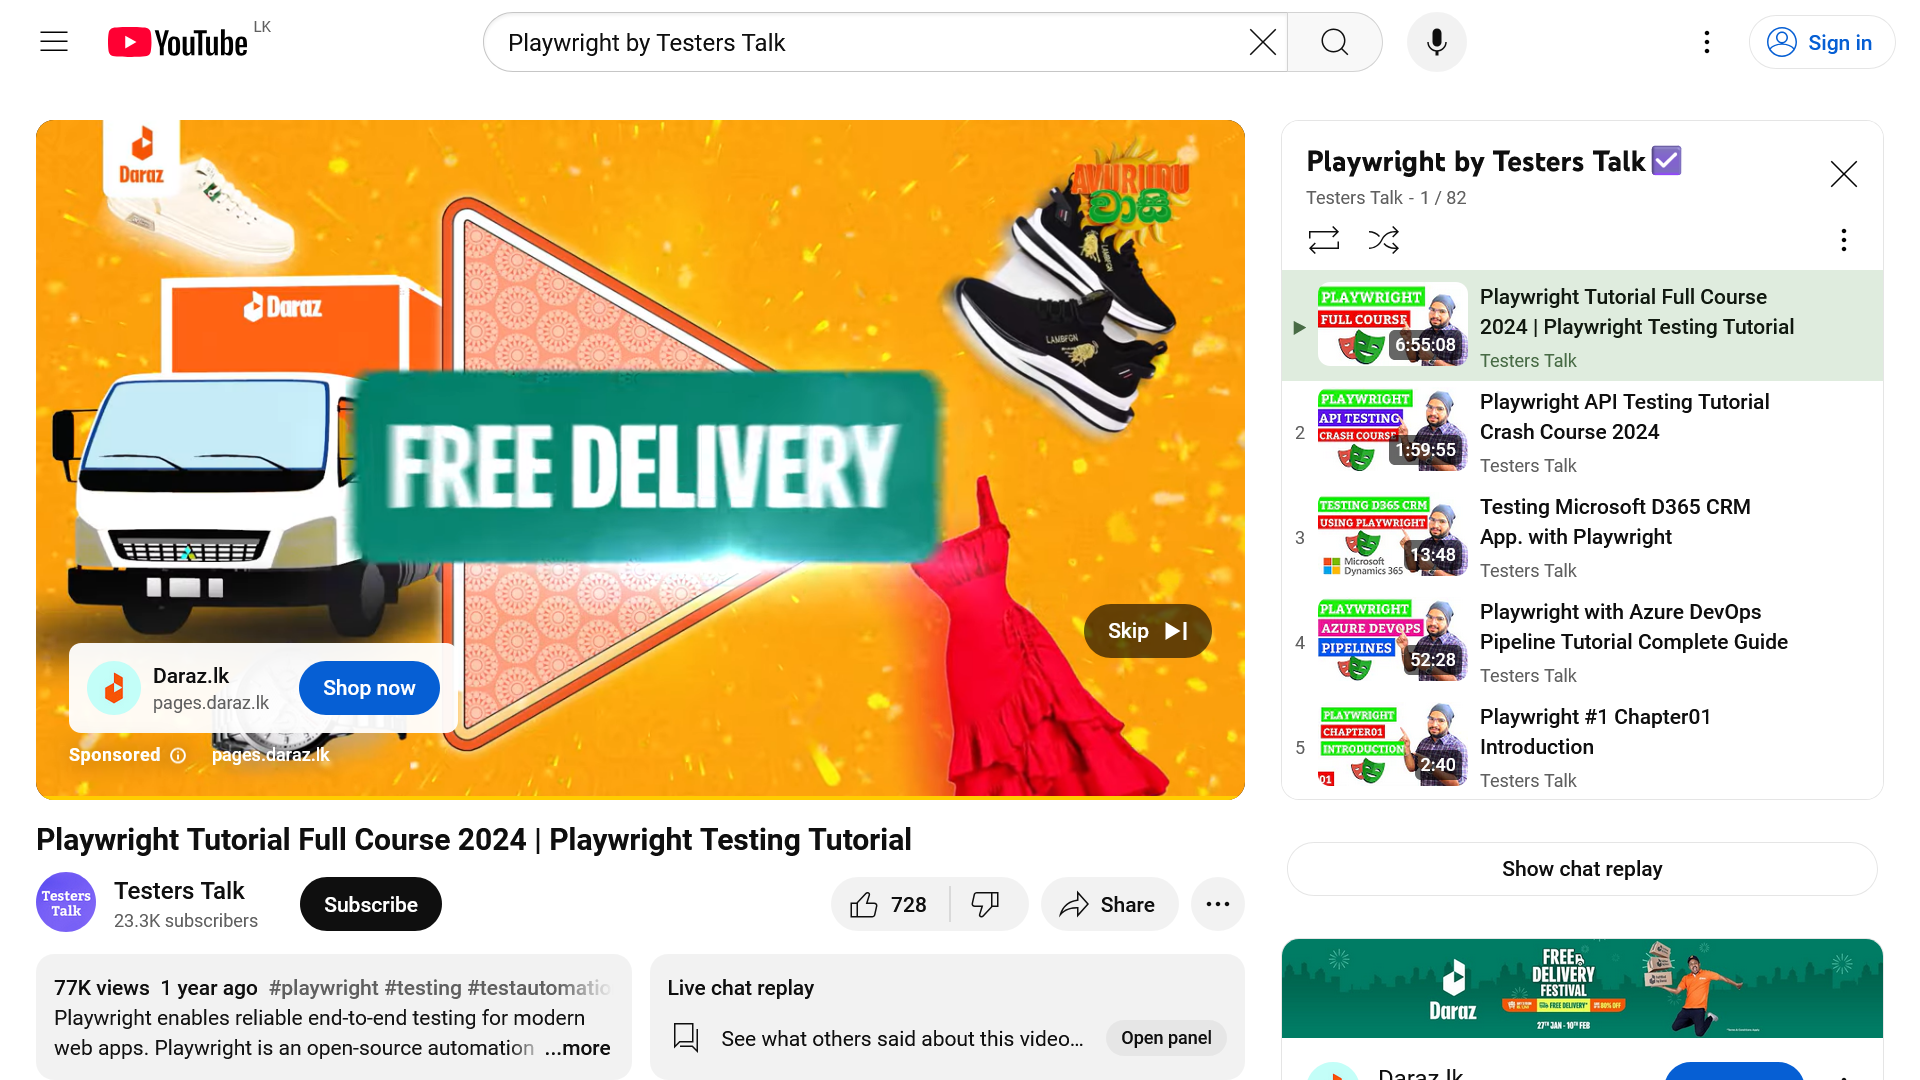 YouTube LK
Playwright by Testers Talk
Sign in
Daraz
AVURUDU
වාසි
Daraz
LAMBFGN
FREE DELIVERY
Skip
Daraz.lk
pages.daraz.lk
Shop now
Sponsored
pages.daraz.lk
Playwright Tutorial Full Course 2024 | Playwright Testing Tutorial
Testers Talk
Testers Talk
23.3K subscribers
Subscribe
728
Share
77K views 1 year ago #playwright #testing #testautomatio
Playwright enables reliable end-to-end testing for modern
web apps. Playwright is an open-source automation ...more
Live chat replay
See what others said about this video...
Open panel
Playwright by Testers Talk
Testers Talk - 1 / 82
PLAYWRIGHT
FULL COURSE
6:55:08
Playwright Tutorial Full Course
2024 | Playwright Testing Tutorial
Testers Talk
2
PLAYWRIGHT
API TESTING
CRASH COURSE
1:59:55
Playwright API Testing Tutorial
Crash Course 2024
Testers Talk
3
TESTING D365 CRM
USING PLAYWRIGHT
Microsoft
Dynamics 365
13:48
Testing Microsoft D365 CRM
App. with Playwright
Testers Talk
4
PLAYWRIGHT
AZURE DEVOPS
PIPELINES
52:28
Playwright with Azure DevOps
Pipeline Tutorial Complete Guide
Testers Talk
5
PLAYWRIGHT
CHAPTER01
INTRODUCTION
01
2:40
Playwright #1 Chapter01
Introduction
Testers Talk
Show chat replay
Daraz
FREE
DELIVERY
FESTIVAL
FREE DELIVERY
80% OFF
27TH JAN - 10TH FEB
Daraz.lk